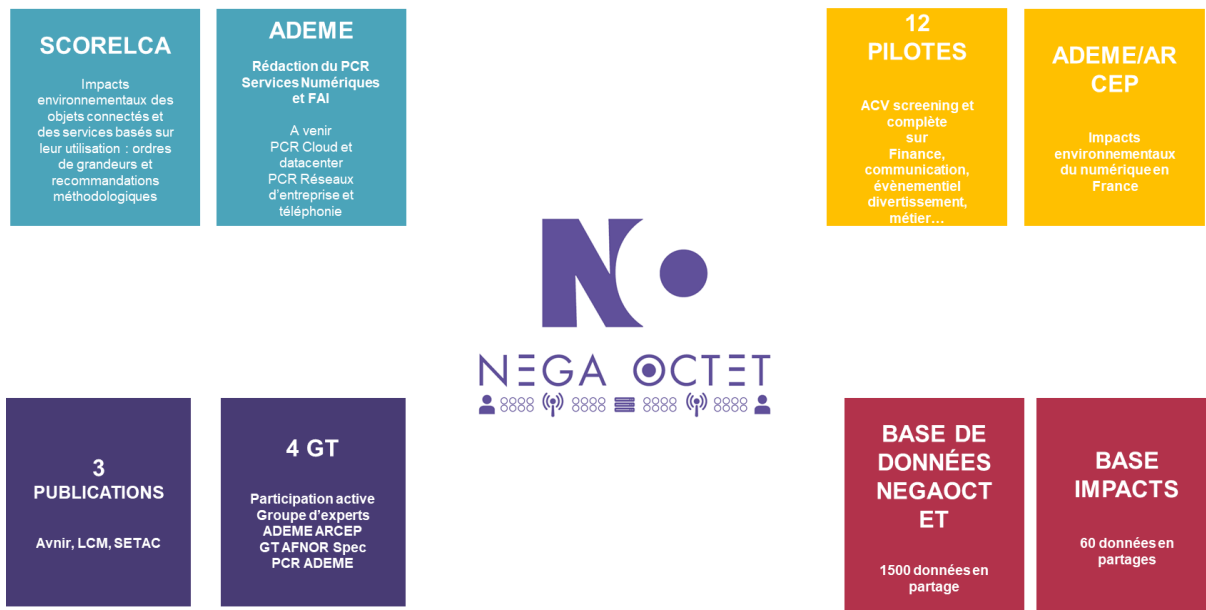 SCORELCA
Impacts
environnementaux des
objets connectés et
des services basés sur
leur utilisation : ordres
de grandeurs et
recommandations
méthodologiques
ADEME
Rédaction du PCR
Services Numériques
et FAI
A venir
PCR Cloud et
datacenter
PCR Réseaux
d'entreprise et
téléphonie
12
PILOTES
ACV screening et
complète
sur
Finance,
communication,
évènementiel
divertissement,
métier…
ADEME/AR
CEP
Impacts
environnementaux
du numérique en
France
NO
NEGA OCTET
3
PUBLICATIONS
Avnir, LCM, SETAC
4 GT
Participation active
Groupe d'experts
ADEME ARCEP
GT AFNOR Spec
PCR ADEME
BASE DE
DONNÉES
NEGAOCT
ET
1500 données en
partage
BASE
IMPACTS
60 données en
partages